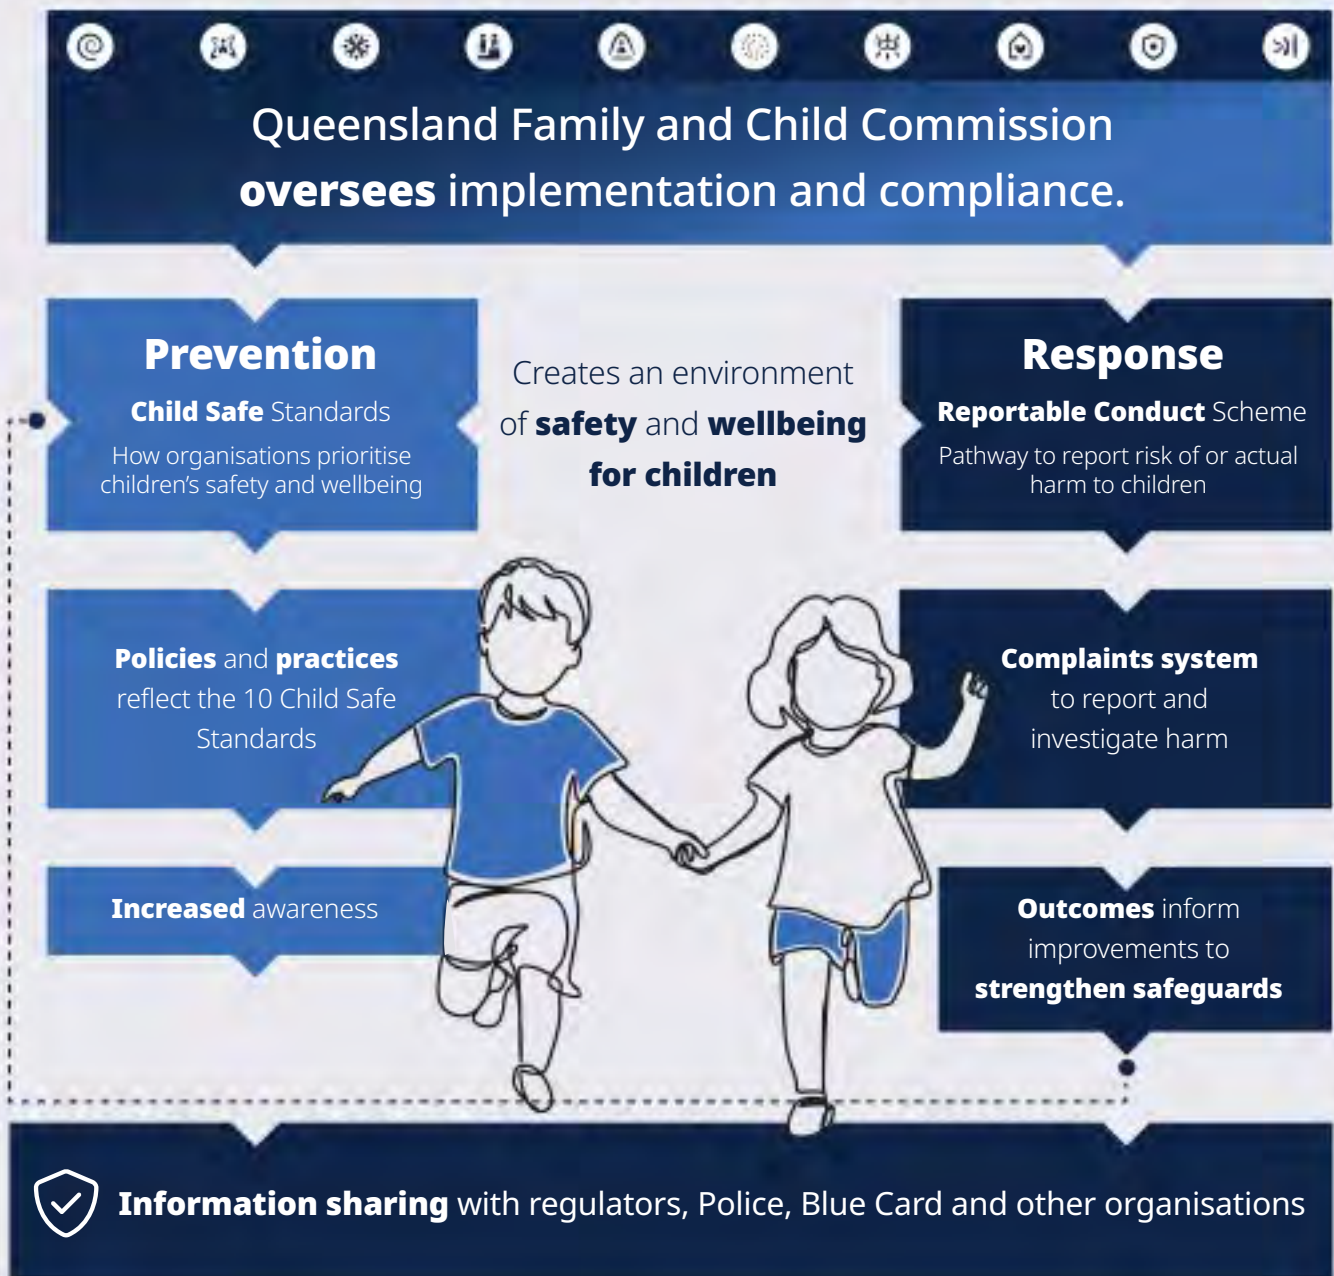 Queensland Family and Child Commission
oversees implementation and compliance.
Prevention
Child Safe Standards
How organisations prioritise
children's safety and wellbeing
Creates an environment
of safety and wellbeing
for children
Response
Reportable Conduct Scheme
Pathway to report risk of or actual
harm to children
Policies and practices
reflect the 10 Child Safe
Standards
Complaints system
to report and
investigate harm
Increased awareness
Outcomes inform
improvements to
strengthen safeguards
Information sharing with regulators, Police, Blue Card and other organisations